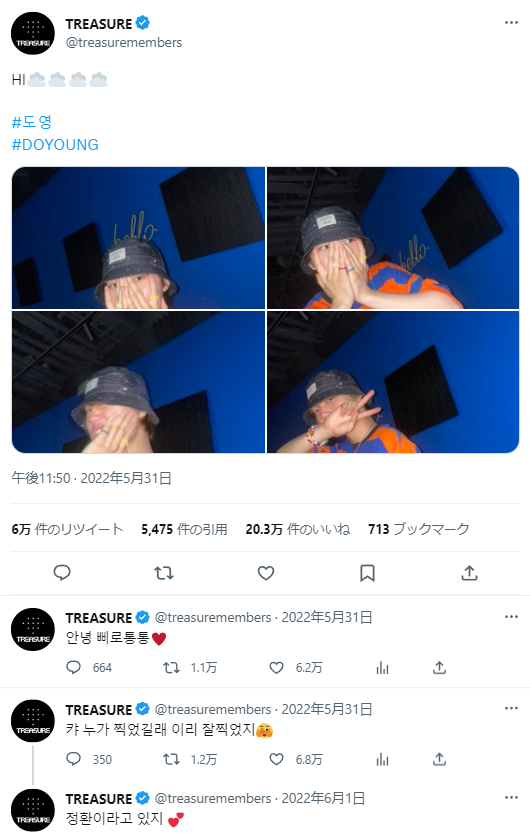 TREASURE
@treasuremembers
HI☁️☁️☁️☁️
#도영
#DOYOUNG
hello
hello
午後11:50 · 2022年5月31日
6万 件のリツイート 5,475 件の引用 20.3万 件のいいね 713 ブックマーク
TREASURE @treasuremembers · 2022年5月31日
안녕 삐로통통♥️
664 1.1万 6.2万
TREASURE @treasuremembers · 2022年5月31日
캬 누가 찍었길래 이리 잘찍었지🫣
350 1.2万 6.8万
TREASURE @treasuremembers · 2022年6月1日
정환이라고 있지 💕